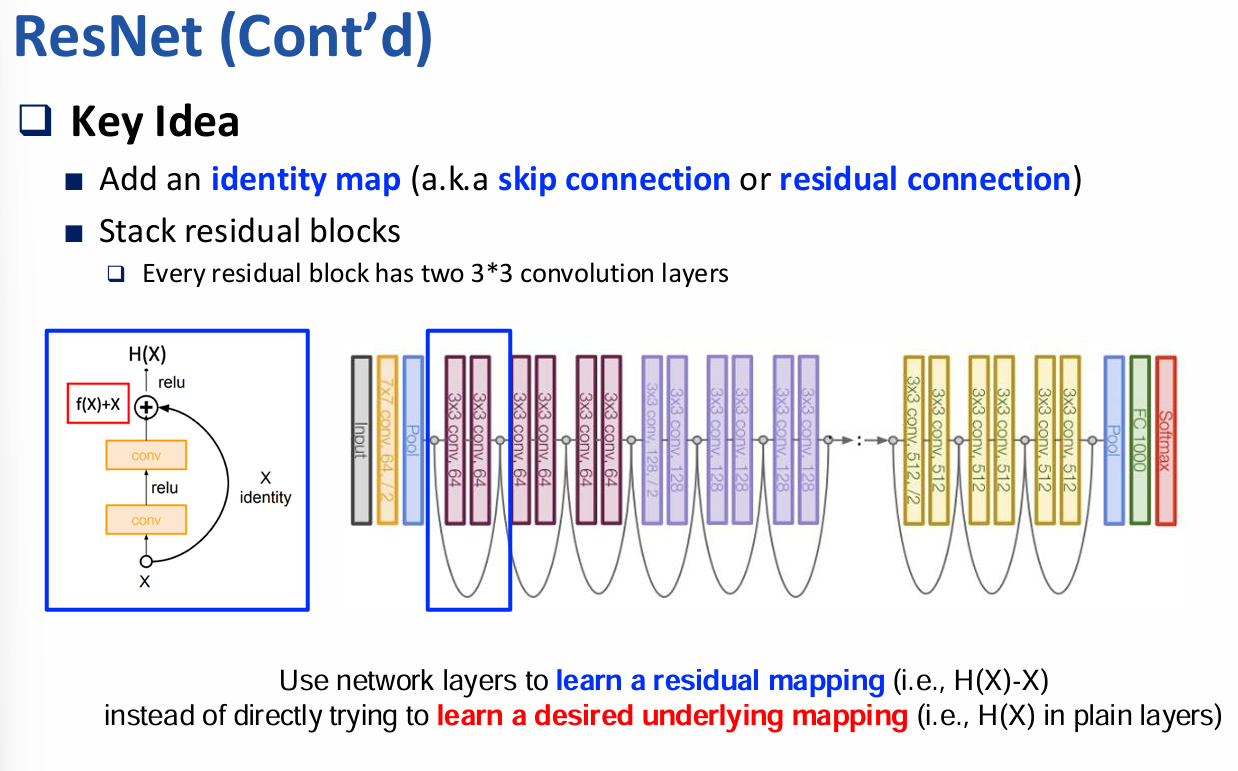 ResNet (Cont’d)
❑ Key Idea
■ Add an identity map (a.k.a skip connection or residual connection)
■ Stack residual blocks
❑ Every residual block has two 3*3 convolution layers
H(X)
relu
f(X)+X
+
conv
relu
conv
X
identity
X
Input
7x7 conv, 64, / 2
Pool
3x3 conv, 64
3x3 conv, 64
3x3 conv, 64
3x3 conv, 64
3x3 conv, 64
3x3 conv, 64
3x3 conv, 128, / 2
3x3 conv, 128
3x3 conv, 128
3x3 conv, 128
3x3 conv, 128
3x3 conv, 128
:
3x3 conv, 512, /2
3x3 conv, 512
3x3 conv, 512
3x3 conv, 512
3x3 conv, 512
3x3 conv, 512
Pool
FC 1000
Softmax
Use network layers to learn a residual mapping (i.e., H(X)-X)
instead of directly trying to learn a desired underlying mapping (i.e., H(X) in plain layers)